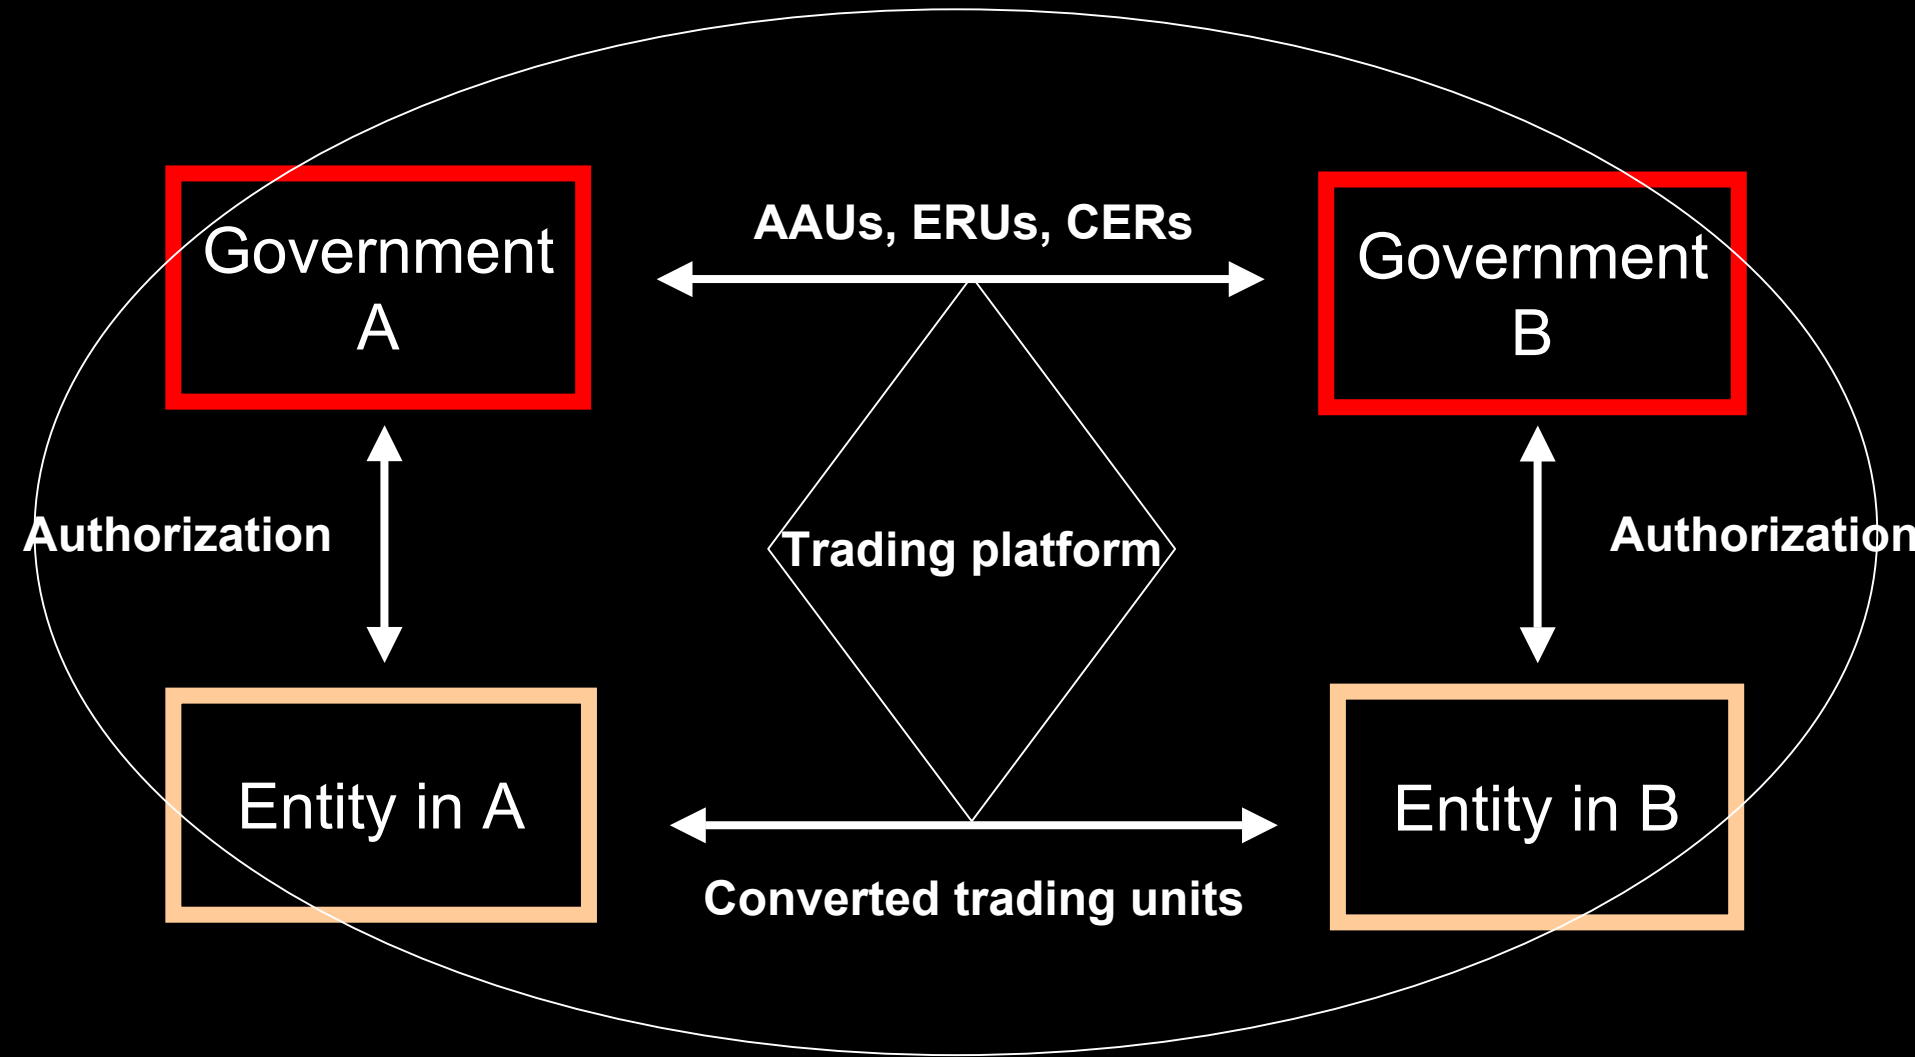 AAUs, ERUs, CERs
Government
A
Government
B
Authorization
Trading platform
Authorization
Entity in A
Entity in B
Converted trading units